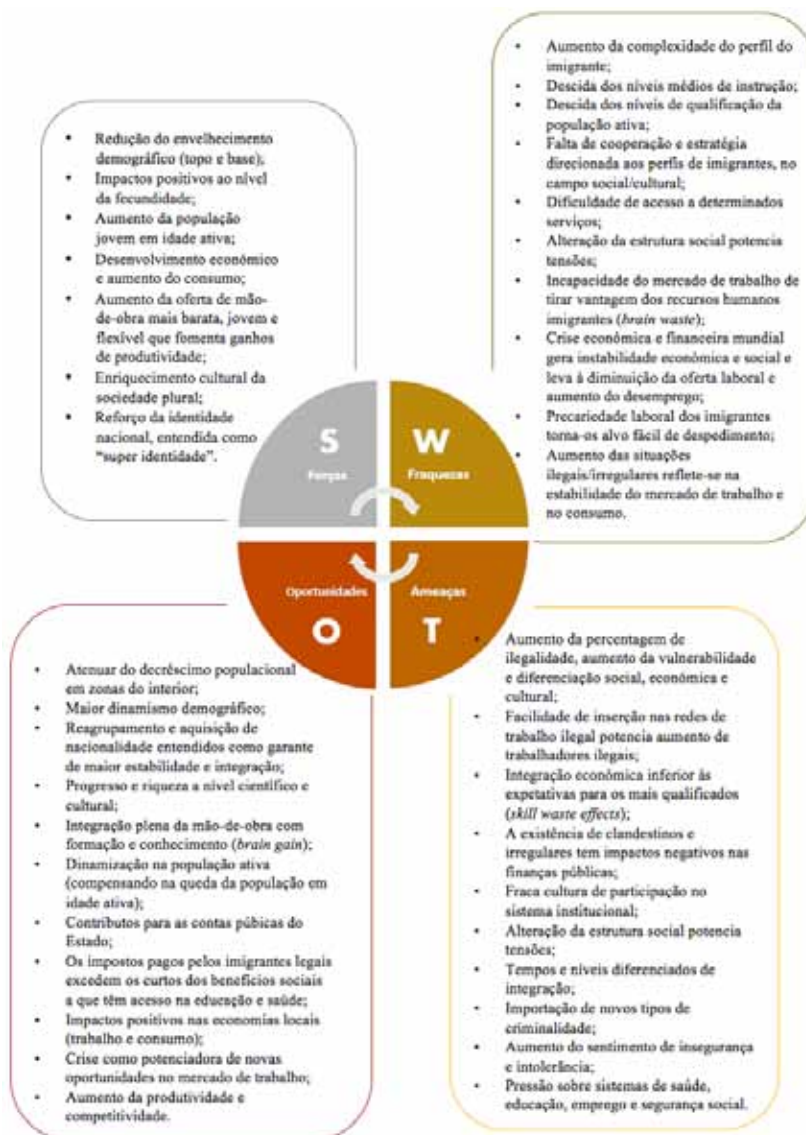 • Redução do envelhecimento
demográfico (topo e base);
• Impactos positivos ao nível
da fecundidade;
• Aumento da população
jovem em idade ativa;
• Desenvolvimento económico
e aumento do consumo;
• Aumento da oferta de mão-
de-obra mais barata, jovem e
flexível que fomenta ganhos
de produtividade;
• Enriquecimento cultural da
sociedade plural;
• Reforço da identidade
nacional, entendida como
“super identidade”.
• Aumento da complexidade do perfil do
imigrante;
• Descida dos níveis médios de instrução;
• Descida dos níveis de qualificação da
população ativa;
• Falta de cooperação e estratégia
direcionada aos perfis de imigrantes, no
campo social/cultural;
• Dificuldade de acesso a determinados
serviços;
• Alteração da estrutura social potencia
tensões;
• Incapacidade do mercado de trabalho de
tirar vantagem dos recursos humanos
imigrantes (brain waste);
• Crise económica e financeira mundial
gera instabilidade económica e social e
leva à diminuição da oferta laboral e
aumento do desemprego;
• Precariedade laboral dos imigrantes
torna-os alvo fácil de despedimento;
• Aumento das situações
ilegais/irregulares reflete-se na
estabilidade do mercado de trabalho e
no consumo.
S
Forças
W
Fraquezas
Oportunidades
O
Ameaças
T
• Atenuar do decréscimo populacional
em zonas do interior;
• Maior dinamismo demográfico;
• Reagrupamento e aquisição de
nacionalidade entendidos como garante
de maior estabilidade e integração;
• Progresso e riqueza a nível científico e
cultural;
• Integração plena da mão-de-obra com
formação e conhecimento (brain gain);
• Dinamização na população ativa
(compensando na queda da população em
idade ativa);
• Contributos para as contas púbicas do
Estado;
• Os impostos pagos pelos imigrantes legais
excedem os curtos dos benefícios sociais
a que têm acesso na educação e saúde;
• Impactos positivos nas economias locais
(trabalho e consumo);
• Crise como potenciadora de novas
oportunidades no mercado de trabalho;
• Aumento da produtividade e
competitividade.
• Aumento da percentagem de
ilegalidade, aumento da vulnerabilidade
e diferenciação social, económica e
cultural;
• Facilidade de inserção nas redes de
trabalho ilegal potencia aumento de
trabalhadores ilegais;
• Integração económica inferior às
expetativas para os mais qualificados
(skill waste effects);
• A existência de clandestinos e
irregulares tem impactos negativos nas
finanças públicas;
• Fraca cultura de participação no
sistema institucional;
• Alteração da estrutura social potencia
tensões;
• Tempos e níveis diferenciados de
integração;
• Importação de novos tipos de
criminalidade;
• Aumento do sentimento de insegurança
e intolerância;
• Pressão sobre sistemas de saúde,
educação, emprego e segurança social.